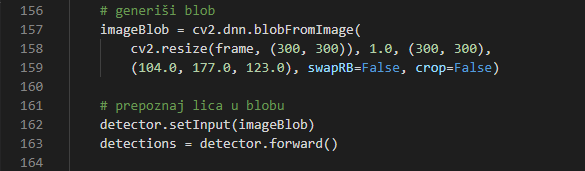 156 # generiši blob
157 imageBlob = cv2.dnn.blobFromImage(
158 cv2.resize(frame, (300, 300)), 1.0, (300, 300),
159 (104.0, 177.0, 123.0), swapRB=False, crop=False)
160
161 # prepoznaj lica u blobu
162 detector.setInput(imageBlob)
163 detections = detector.forward()
164